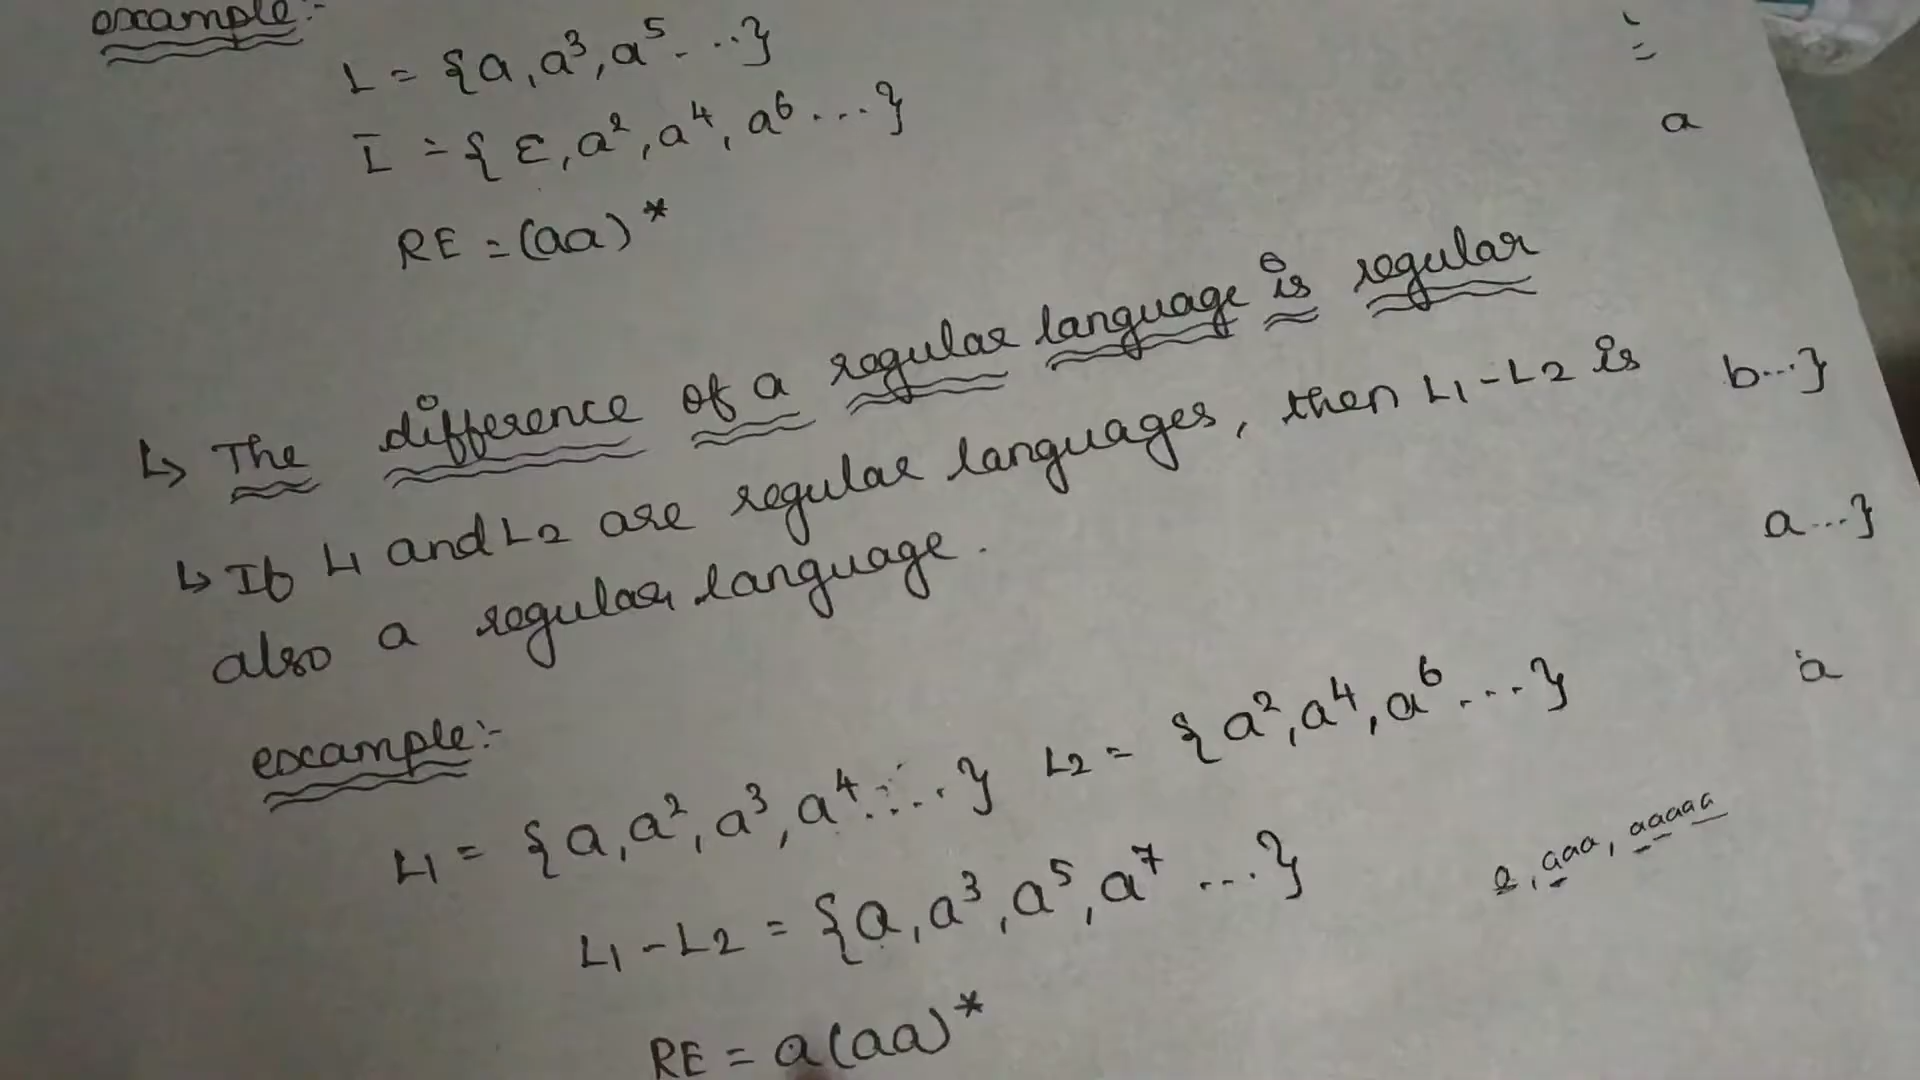 example:-
L = {a, a³, a⁵ ...}
L̅ = {ε, a², a⁴, a⁶ ...}
RE = (aa)*
↳ The difference of a regular language is regular
↳ If L1 and L2 are regular languages, then L1-L2 is
also a regular language.
example:-
L1 = {a, a², a³, a⁴ ...} L2 = {a², a⁴, a⁶ ...}
L1-L2 = {a, a³, a⁵, a⁷ ...}
RE = a(aa)*
=
a
b...}
a...}
a
a, aaa, aaaaa